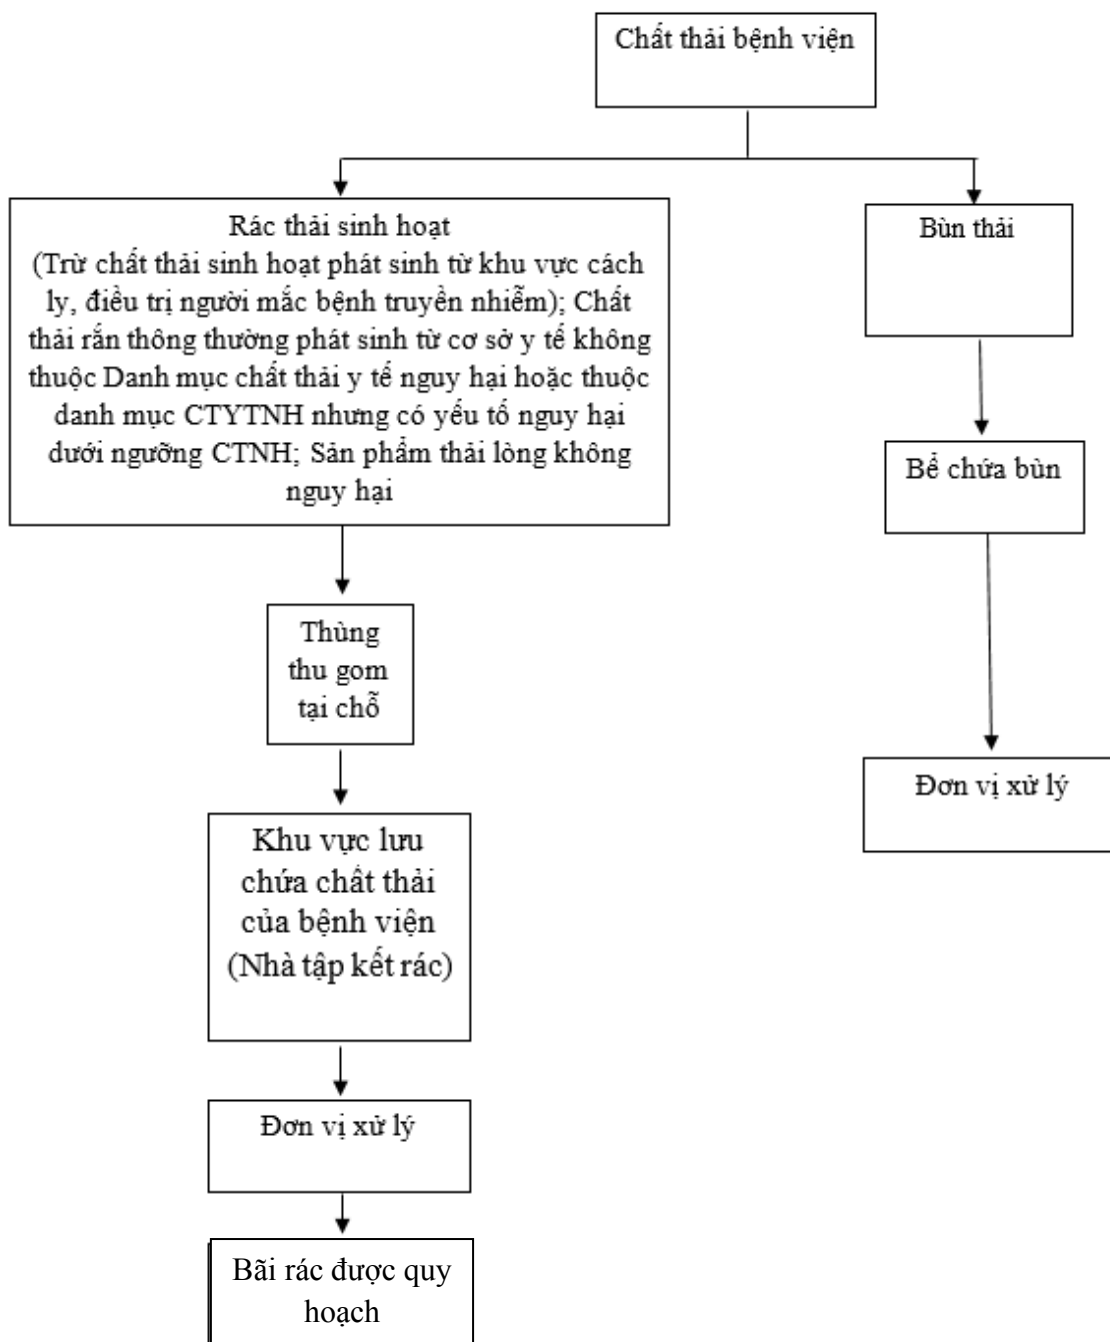 Chất thải bệnh viện
Rác thải sinh hoạt
(Trừ chất thải sinh hoạt phát sinh từ khu vực cách
ly, điều trị người mắc bệnh truyền nhiễm); Chất
thải rắn thông thường phát sinh từ cơ sở y tế không
thuộc Danh mục chất thải y tế nguy hại hoặc thuộc
danh mục CTYTNH nhưng có yếu tố nguy hại
dưới ngưỡng CTNH; Sản phẩm thải lòng không
nguy hại
Thùng
thu gom
tại chỗ
Khu vực lưu
chứa chất thải
của bệnh viện
(Nhà tập kết rác)
Đơn vị xử lý
Bãi rác được quy
hoạch
Bùn thải
Bể chứa bùn
Đơn vị xử lý